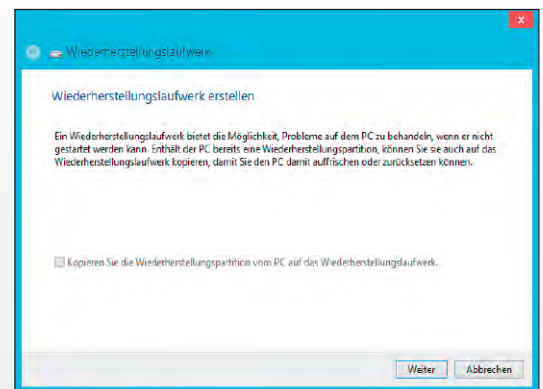 Wiederherstellungslaufwerk
Wiederherstellungslaufwerk erstellen
Ein Wiederherstellungslaufwerk bietet die Möglichkeit, Probleme auf dem PC zu behandeln, wenn er nicht
gestartet werden kann. Enthält der PC bereits eine Wiederherstellungspartition, können Sie sie auch auf das
Wiederherstellungslaufwerk kopieren, damit Sie den PC damit auffrischen oder zurücksetzen können.
Kopieren Sie die Wiederherstellungspartition vom PC auf das Wiederherstellungslaufwerk.
Weiter Abbrechen